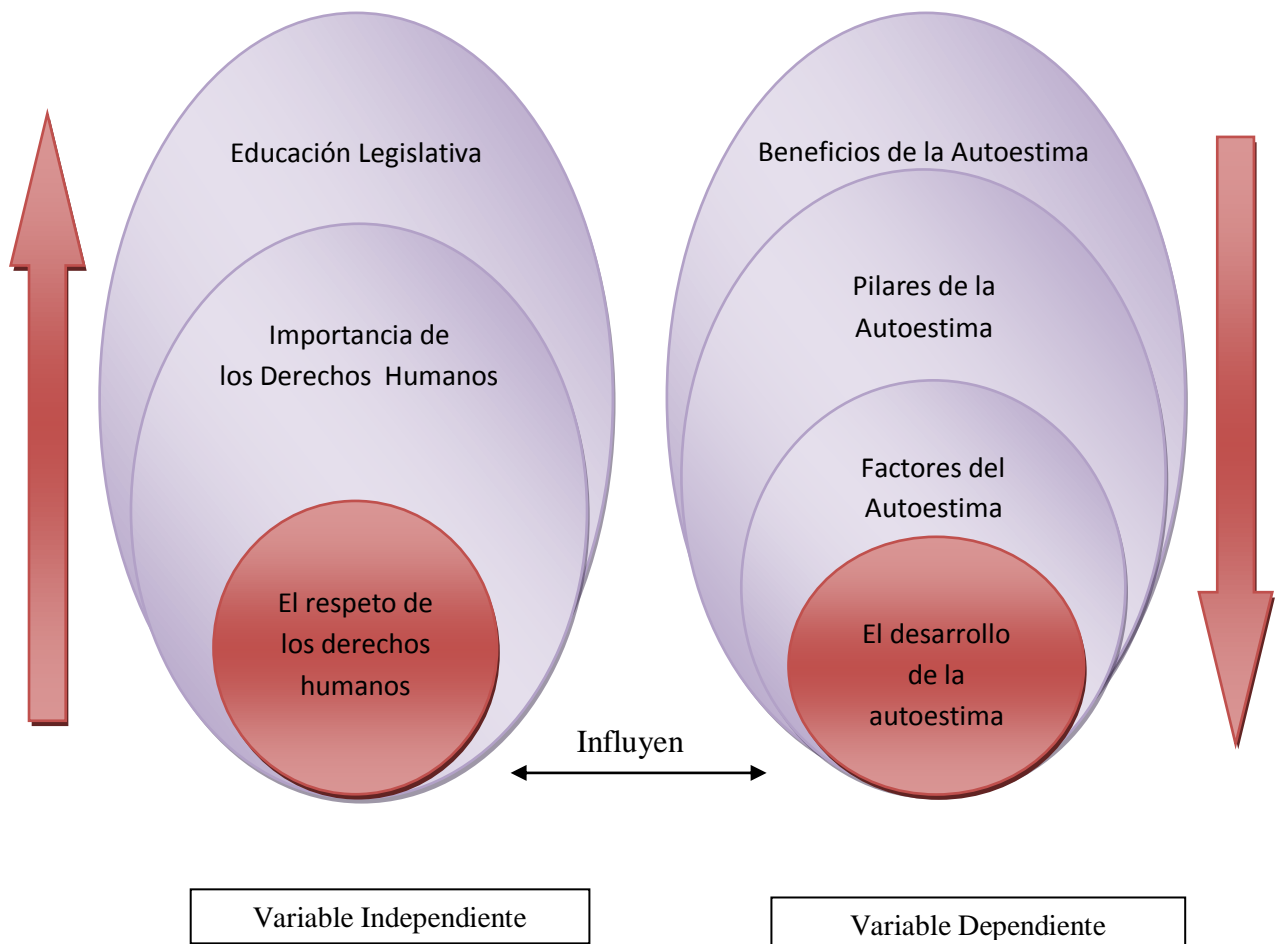 Educación Legislativa
Importancia de
los Derechos Humanos
El respeto de
los derechos
humanos
Beneficios de la Autoestima
Pilares de la
Autoestima
Factores del
Autoestima
El desarrollo
de la
autoestima
Influyen
Variable Independiente
Variable Dependiente